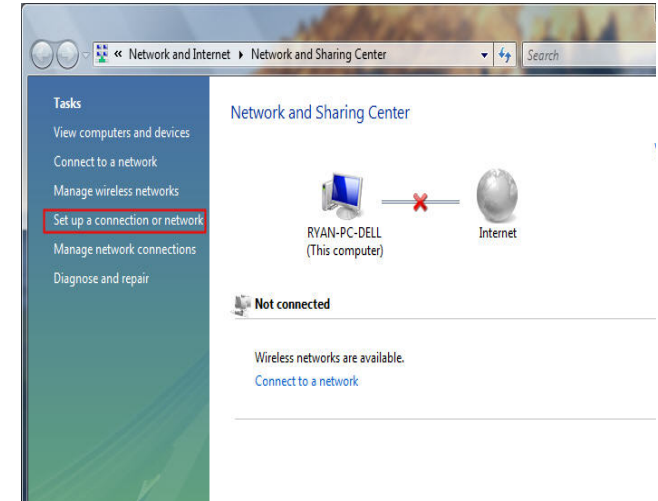 « Network and Internet ▸ Network and Sharing Center
Search
Tasks
View computers and devices
Connect to a network
Manage wireless networks
Set up a connection or network
Manage network connections
Diagnose and repair
Network and Sharing Center
RYAN-PC-DELL
(This computer)
Internet
Not connected
Wireless networks are available.
Connect to a network